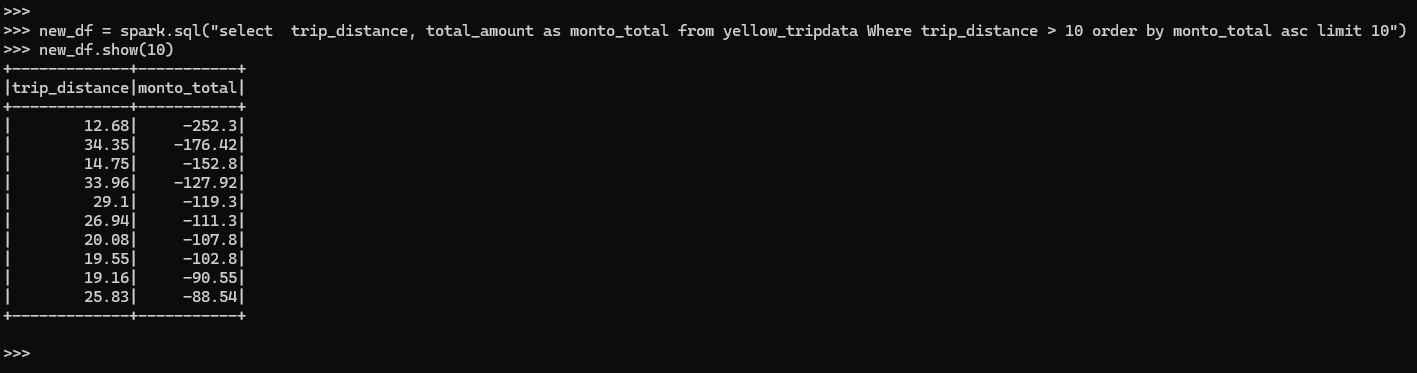 >>>
>>> new_df = spark.sql("select  trip_distance, total_amount as monto_total from yellow_tripdata Where trip_distance > 10 order by monto_total asc limit 10")
>>> new_df.show(10)
+-------------+-----------+
|trip_distance|monto_total|
+-------------+-----------+
|        12.68|     -252.3|
|        34.35|    -176.42|
|        14.75|     -152.8|
|        33.96|    -127.92|
|         29.1|     -119.3|
|        26.94|     -111.3|
|        20.08|     -107.8|
|        19.55|     -102.8|
|        19.16|     -90.55|
|        25.83|     -88.54|
+-------------+-----------+
>>>